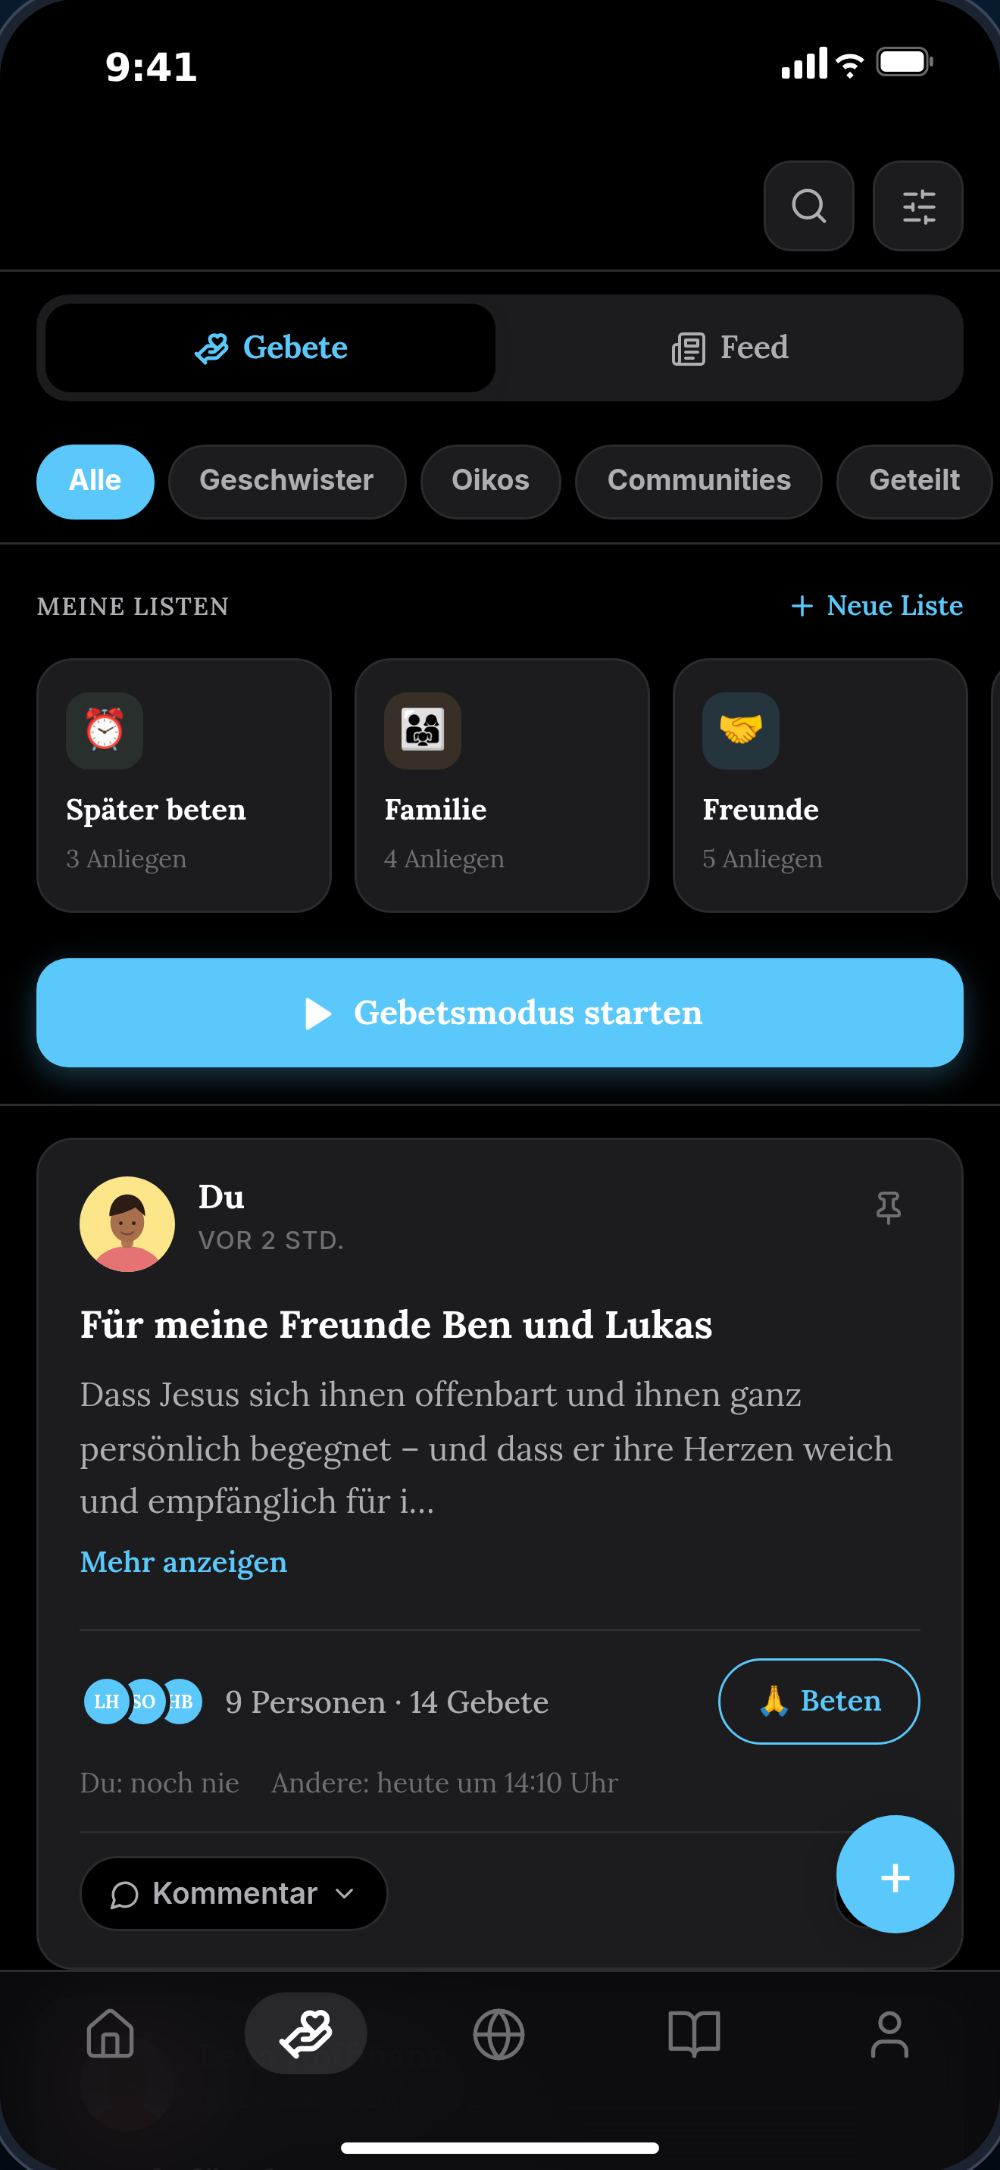 9:41
Gebete
Feed
Alle
Geschwister
Oikos
Communities
Geteilt
MEINE LISTEN
+ Neue Liste
Später beten
3 Anliegen
Familie
4 Anliegen
Freunde
5 Anliegen
Gebetsmodus starten
Du
VOR 2 STD.
Für meine Freunde Ben und Lukas
Dass Jesus sich ihnen offenbart und ihnen ganz
persönlich begegnet – und dass er ihre Herzen weich
und empfänglich für i...
Mehr anzeigen
LH SO HB 9 Personen · 14 Gebete
🙏 Beten
Du: noch nie Andere: heute um 14:10 Uhr
Kommentar